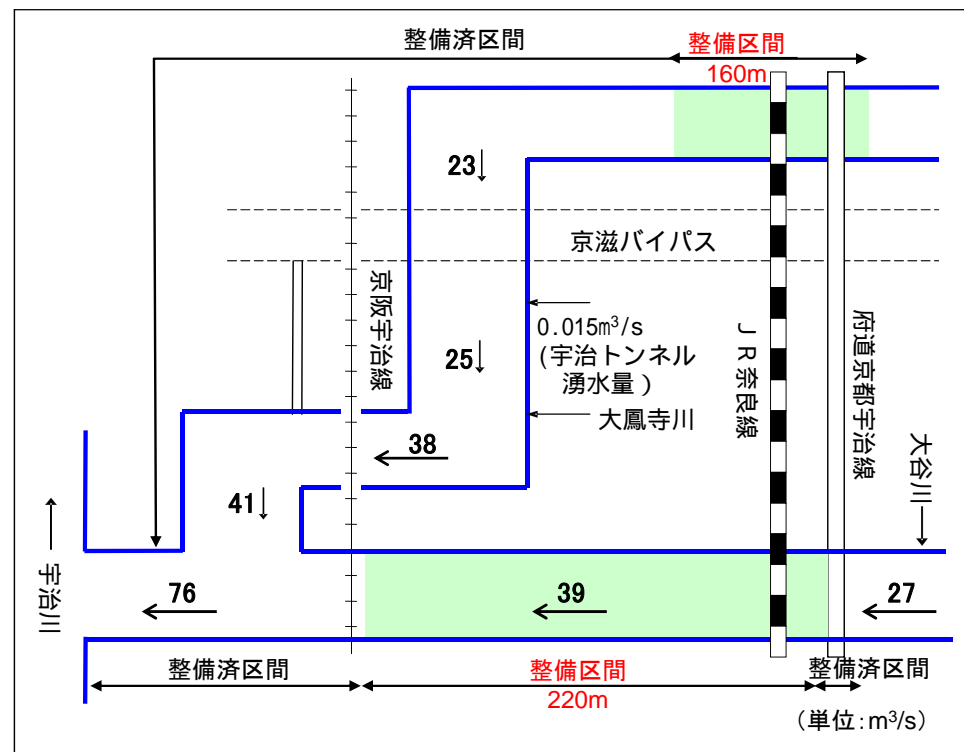 整備済区間
整備区間
160m
23
京滋バイパス
京阪宇治線
0.015m³/s
(宇治トンネル
湧水量)
25
JR奈良線
府道京都宇治線
大鳳寺川
38
大谷川
41
宇治川
76
39
27
整備済区間
整備区間
220m
整備済区間
(単位:m³/s)